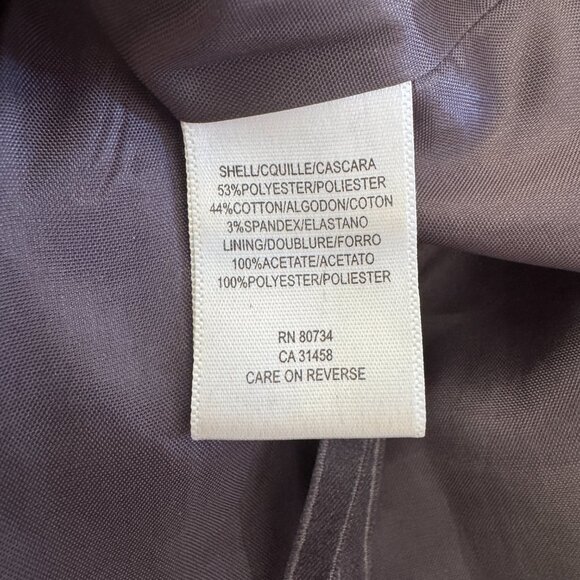 SHELL/CQUILLE/CASCARA
53%POLYESTER/POLIESTER
44%COTTON/ALGODON/COTON
3%SPANDEX/ELASTANO
LINING/DOUBLURE/FORRO
100%ACETATE/ACETATO
100%POLYESTER/POLIESTER
RN 80734
CA 31458
CARE ON REVERSE